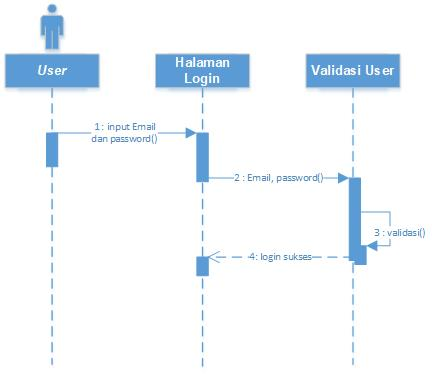 User
Halaman
Login
Validasi User
1: input Email
dan password()
2 : Email, password()
3 : validasi()
4: login sukses